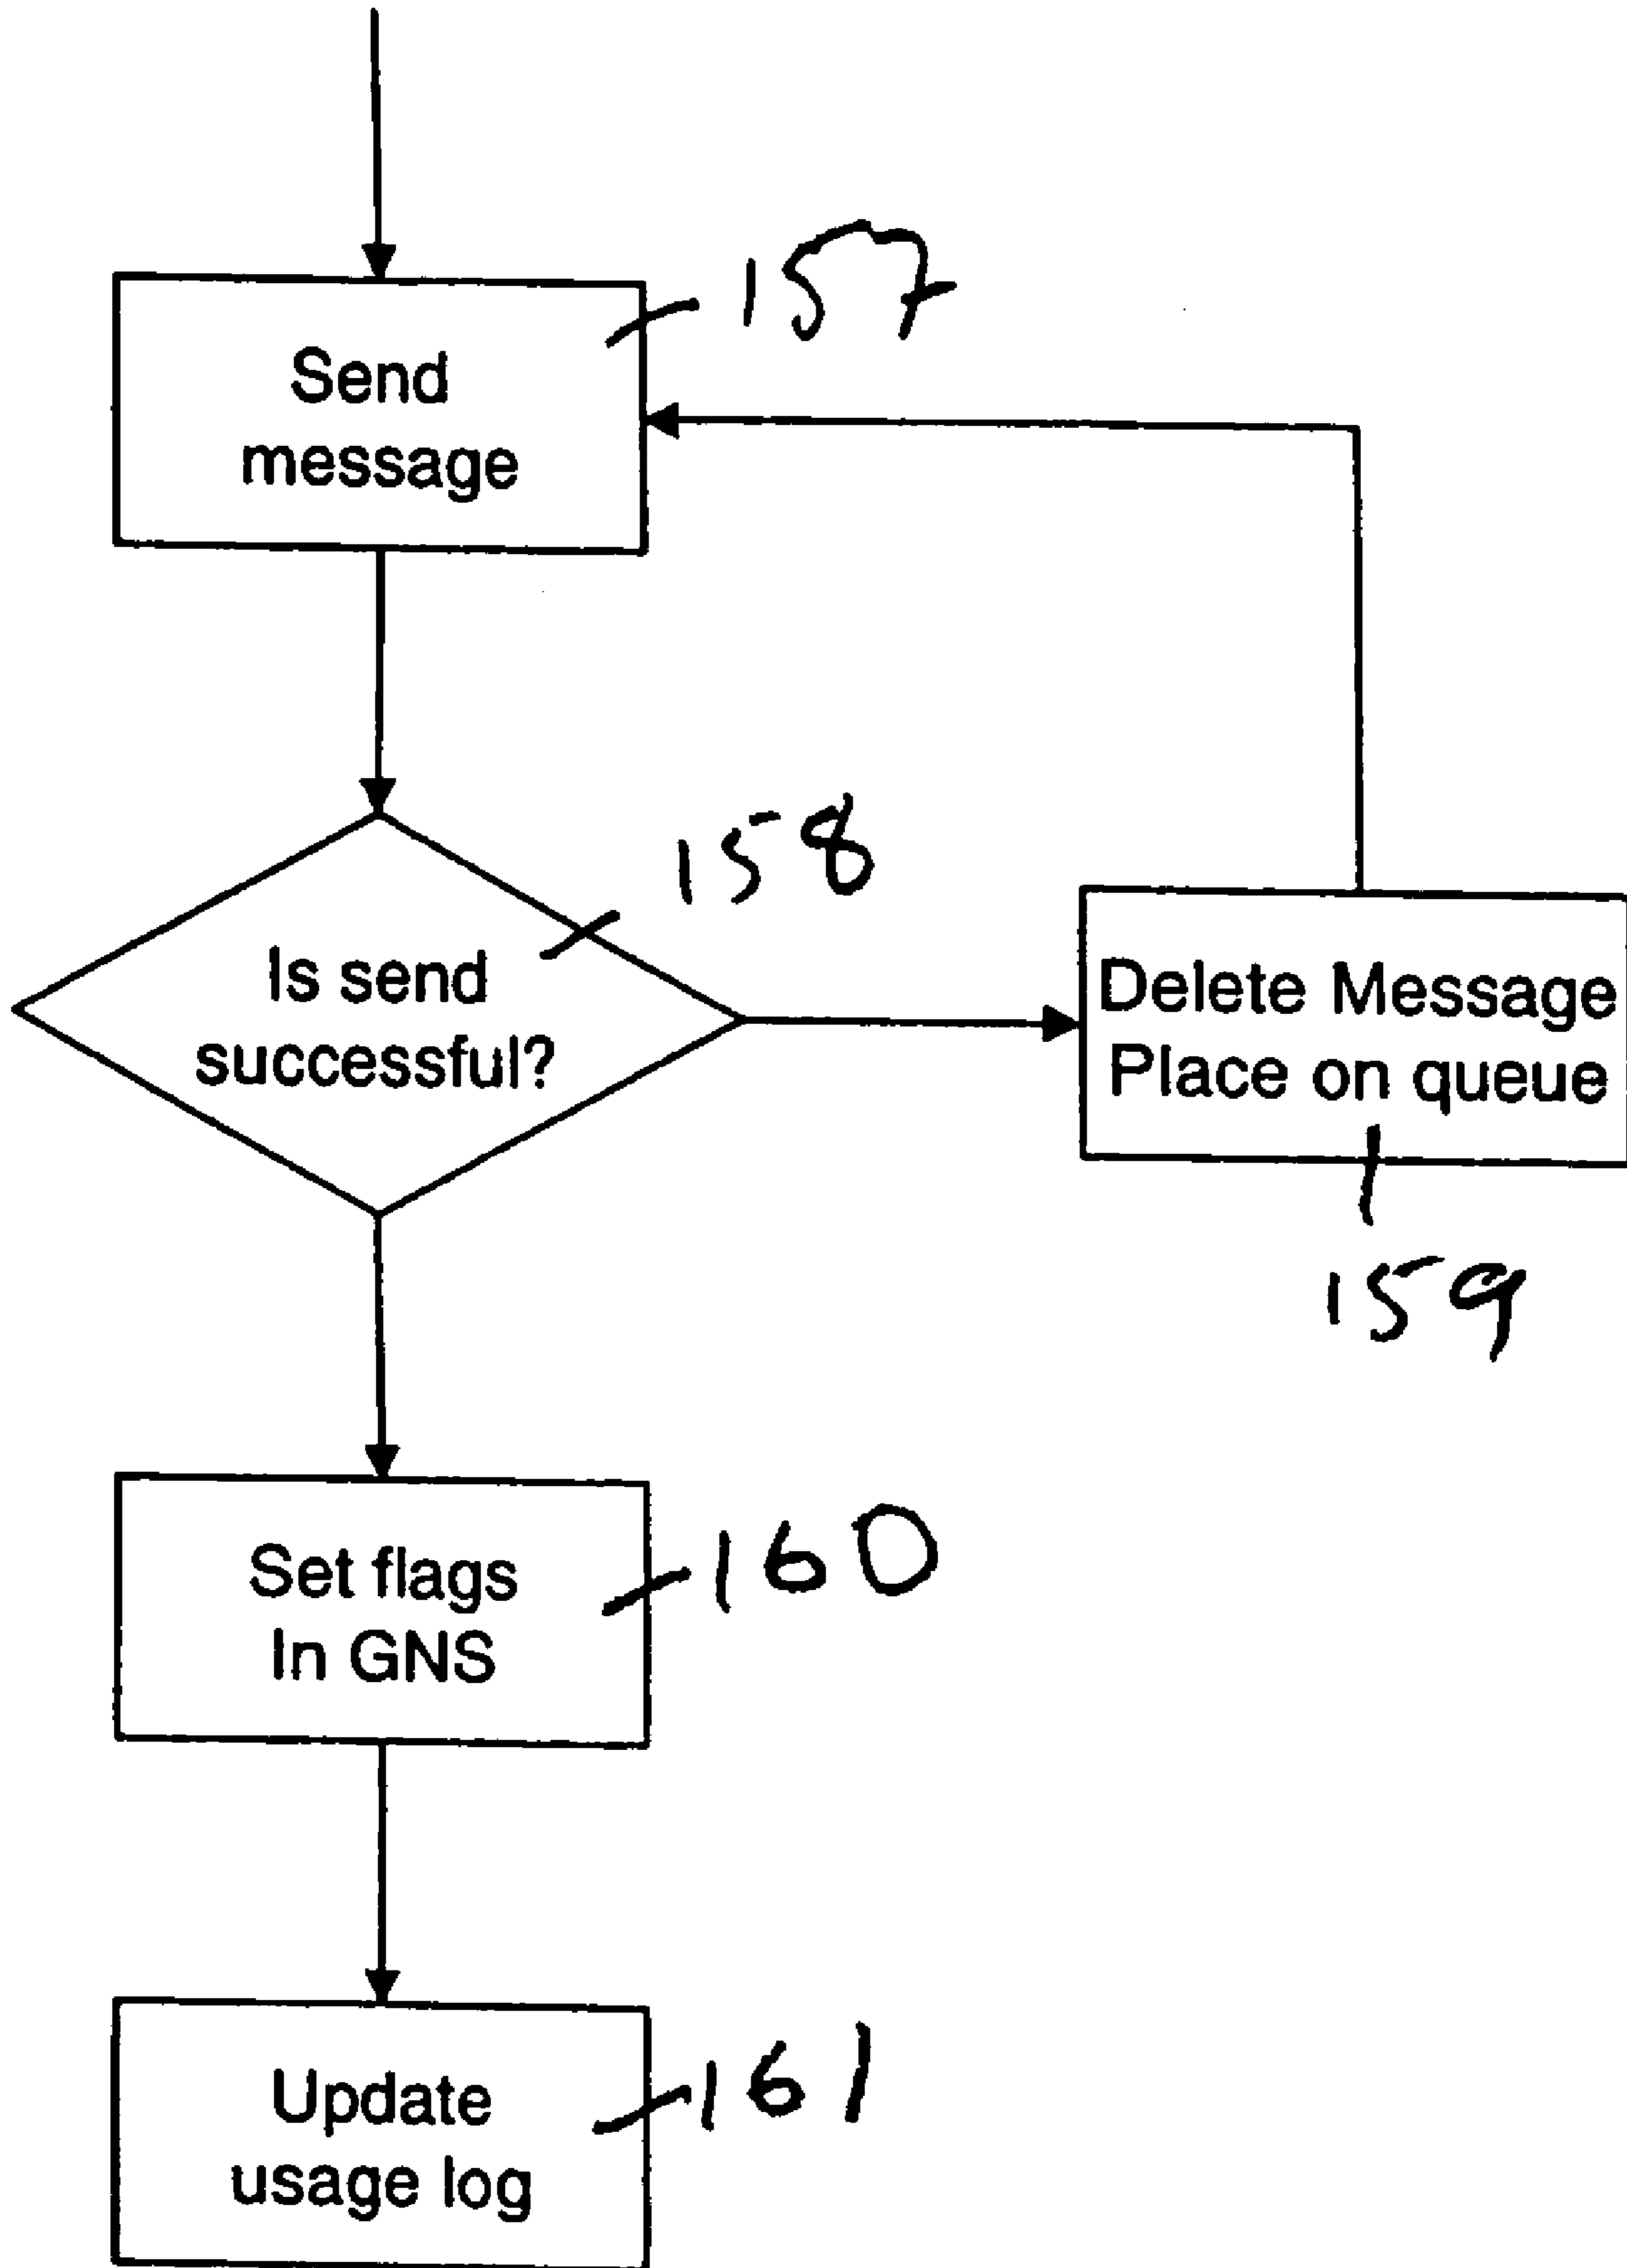 157
Send
message
158
Is send
successful?
Delete Message
Place on queue
159
Set flags
In GNS
160
Update
usage log
161